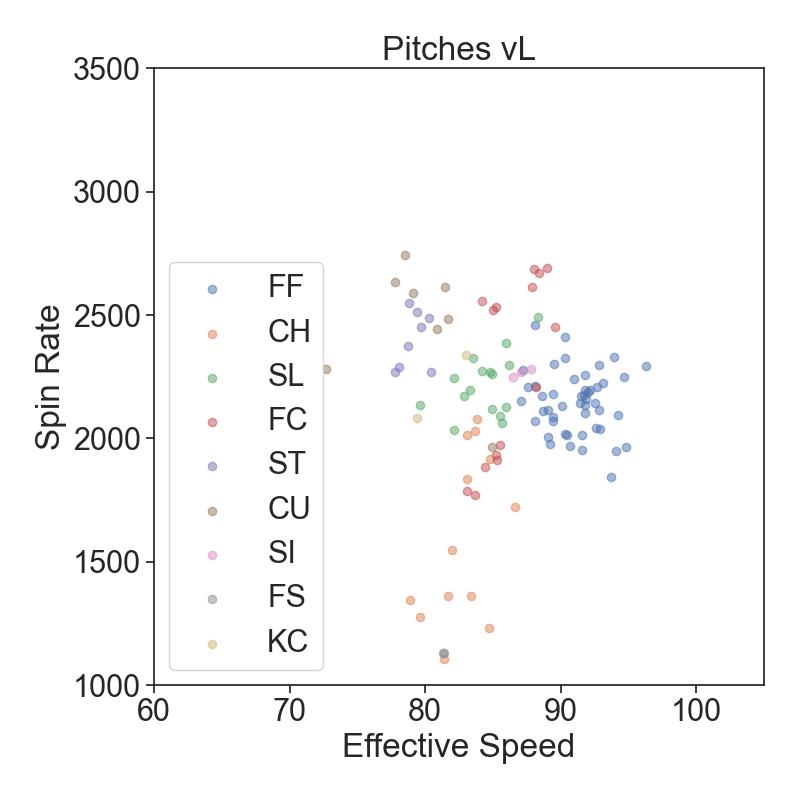 Pitches vL
3500
3000
2500
2000
1500
1000
Spin Rate
FF
CH
SL
FC
ST
CU
SI
FS
KC
60 70 80 90 100
Effective Speed